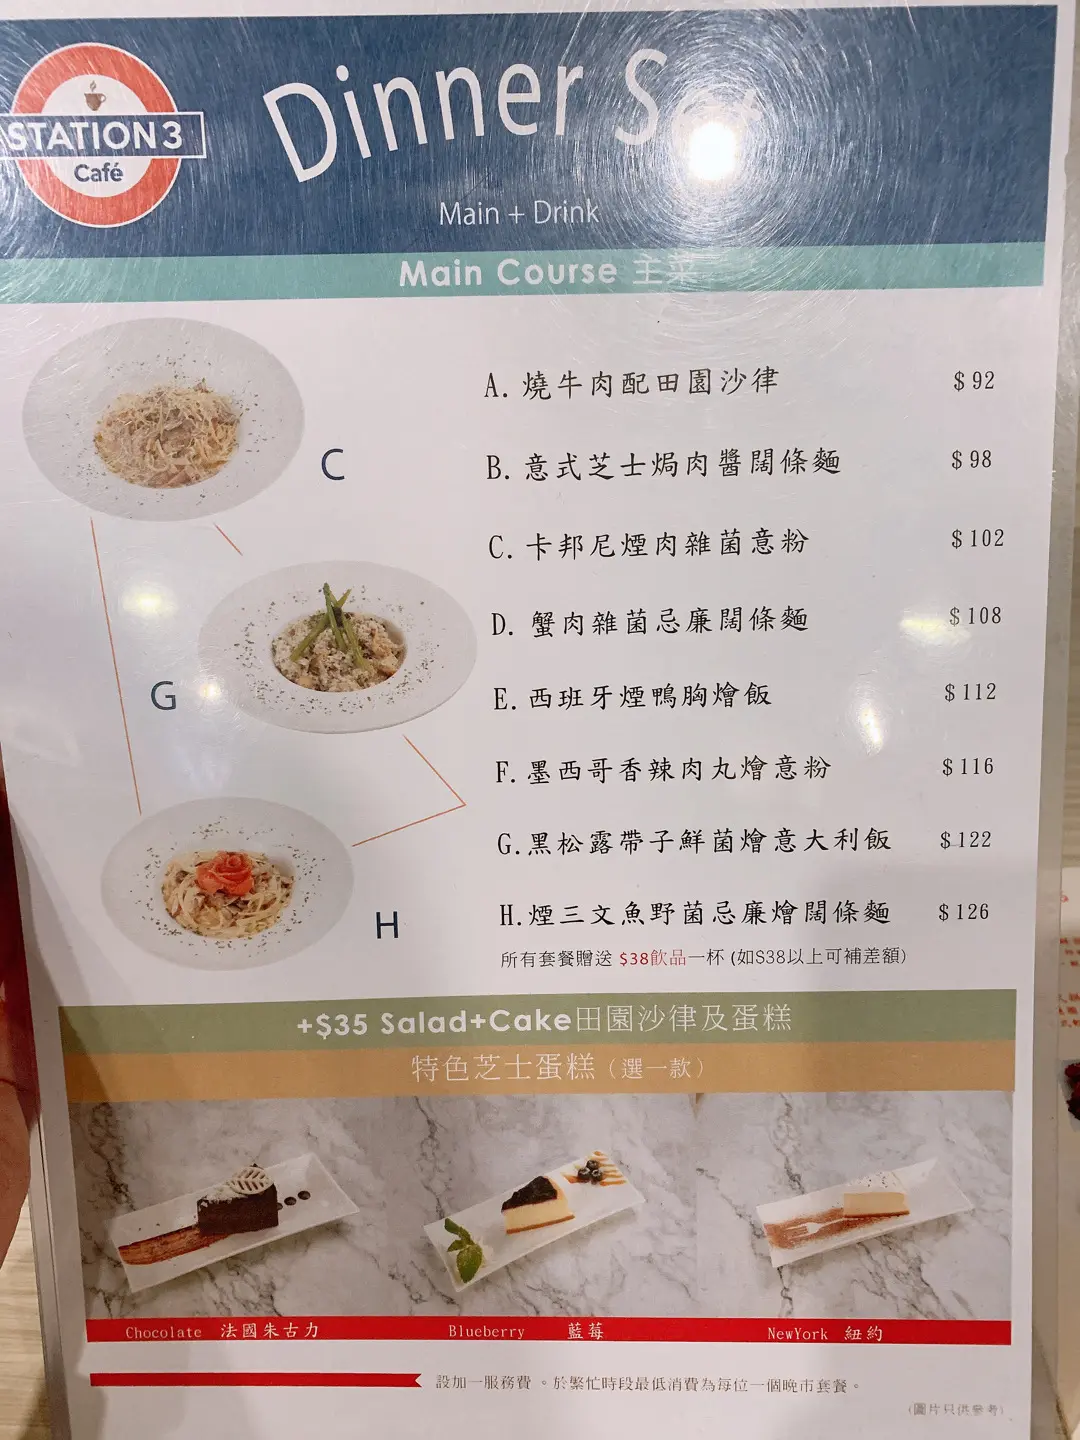 STATION 3
Café
Dinner Set
Main + Drink
Main Course 主菜
A. 燒牛肉配田園沙律 $92
B. 意式芝士焗肉醬闊條麵 $98
C. 卡邦尼煙肉雜菌意粉 $102
C
D. 蟹肉雜菌忌廉闊條麵 $108
E. 西班牙煙鴨胸燴飯 $112
G
F. 墨西哥香辣肉丸燴意粉 $116
G. 黑松露帶子鮮菌燴意大利飯 $122
H. 煙三文魚野菌忌廉燴闊條麵 $126
H
所有套餐贈送 $38飲品一杯 (如$38以上可補差額)
+$35 Salad+Cake田園沙律及蛋糕
特色芝士蛋糕（選一款）
Chocolate 法國朱古力
Blueberry 藍莓
NewYork 紐約
設加一服務費 。於繁忙時段最低消費為每位一個晚市套餐。
(圖片只供參考)